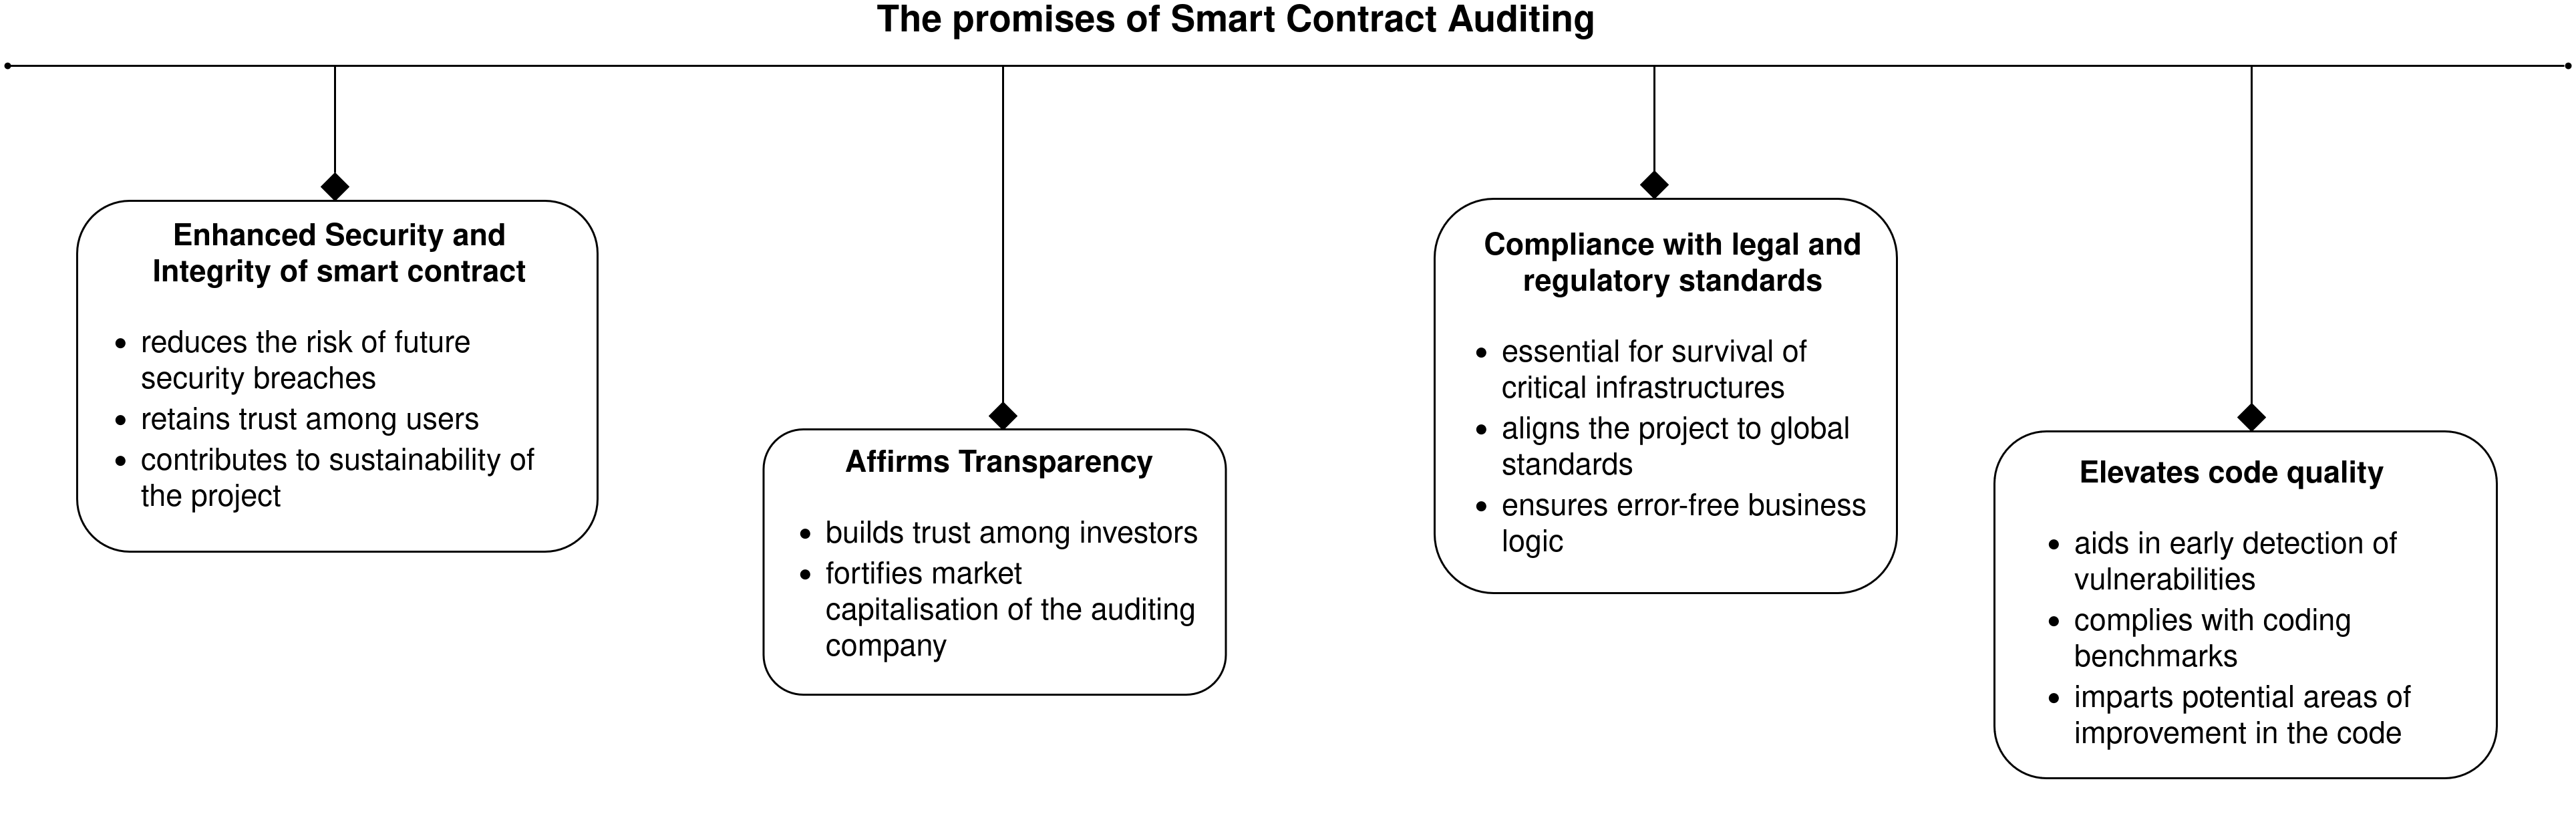 The promises of Smart Contract Auditing
Enhanced Security and
Integrity of smart contract
• reduces the risk of future
security breaches
• retains trust among users
• contributes to sustainability of
the project
Affirms Transparency
• builds trust among investors
• fortifies market
capitalisation of the auditing
company
Compliance with legal and
regulatory standards
• essential for survival of
critical infrastructures
• aligns the project to global
standards
• ensures error-free business
logic
Elevates code quality
• aids in early detection of
vulnerabilities
• complies with coding
benchmarks
• imparts potential areas of
improvement in the code